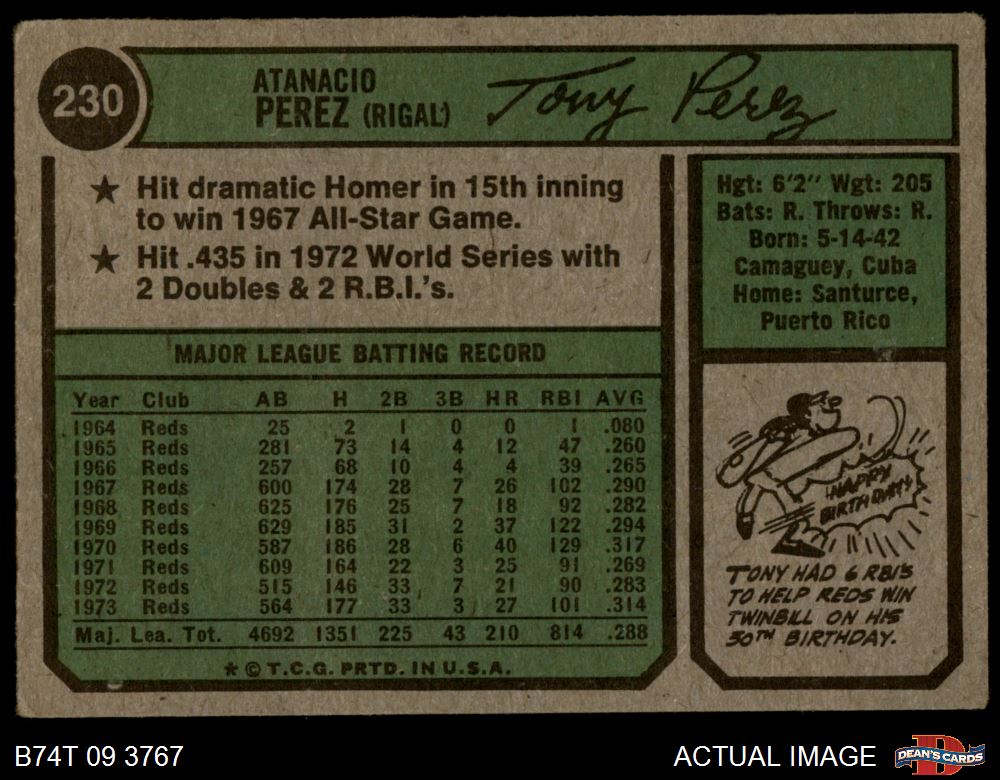 230
ATANACIO
PEREZ (RIGAL)
Tony Perez
★ Hit dramatic Homer in 15th inning
to win 1967 All-Star Game.
★ Hit .435 in 1972 World Series with
2 Doubles & 2 R.B.I.'s.
Hgt: 6'2" Wgt: 205
Bats: R. Throws: R.
Born: 5-14-42
Camaguey, Cuba
Home: Santurce,
Puerto Rico
MAJOR LEAGUE BATTING RECORD
Year Club AB H 2B 3B HR RBI AVG
1964 Reds 25 2 1 0 0 1 .080
1965 Reds 281 73 14 4 12 47 .260
1966 Reds 257 68 10 4 4 39 .265
1967 Reds 600 174 28 7 26 102 .290
1968 Reds 625 176 25 7 18 92 .282
1969 Reds 629 185 31 2 37 122 .294
1970 Reds 587 186 28 6 40 129 .317
1971 Reds 609 164 22 3 25 91 .269
1972 Reds 515 146 33 7 21 90 .283
1973 Reds 564 177 33 3 27 101 .314
Maj. Lea. Tot. 4692 1351 225 43 210 814 .288
★ © T.C.G. PRTD. IN U.S.A.
HAPPY
BIRTHDAY!
TONY HAD 6 RBI'S
TO HELP REDS WIN
TWINBILL ON HIS
30TH BIRTHDAY.
B74T 09 3767
ACTUAL IMAGE
D
DEAN'S CARDS